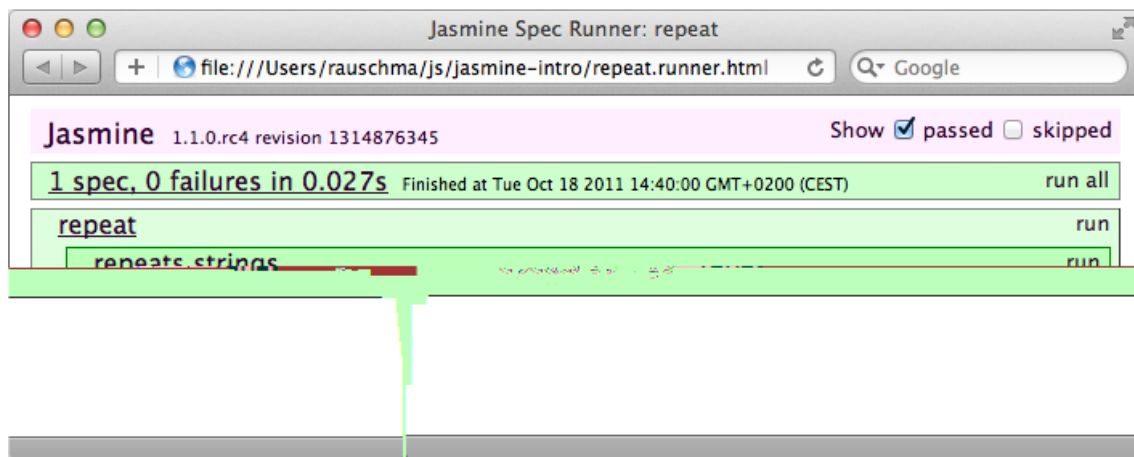 Jasmine Spec Runner: repeat
file:///Users/rauschma/js/jasmine-intro/repeat.runner.html Google
Jasmine 1.1.0.rc4 revision 1314876345 Show passed skipped
1 spec, 0 failures in 0.027s Finished at Tue Oct 18 2011 14:40:00 GMT+0200 (CEST) run all
repeat run
repeats strings run